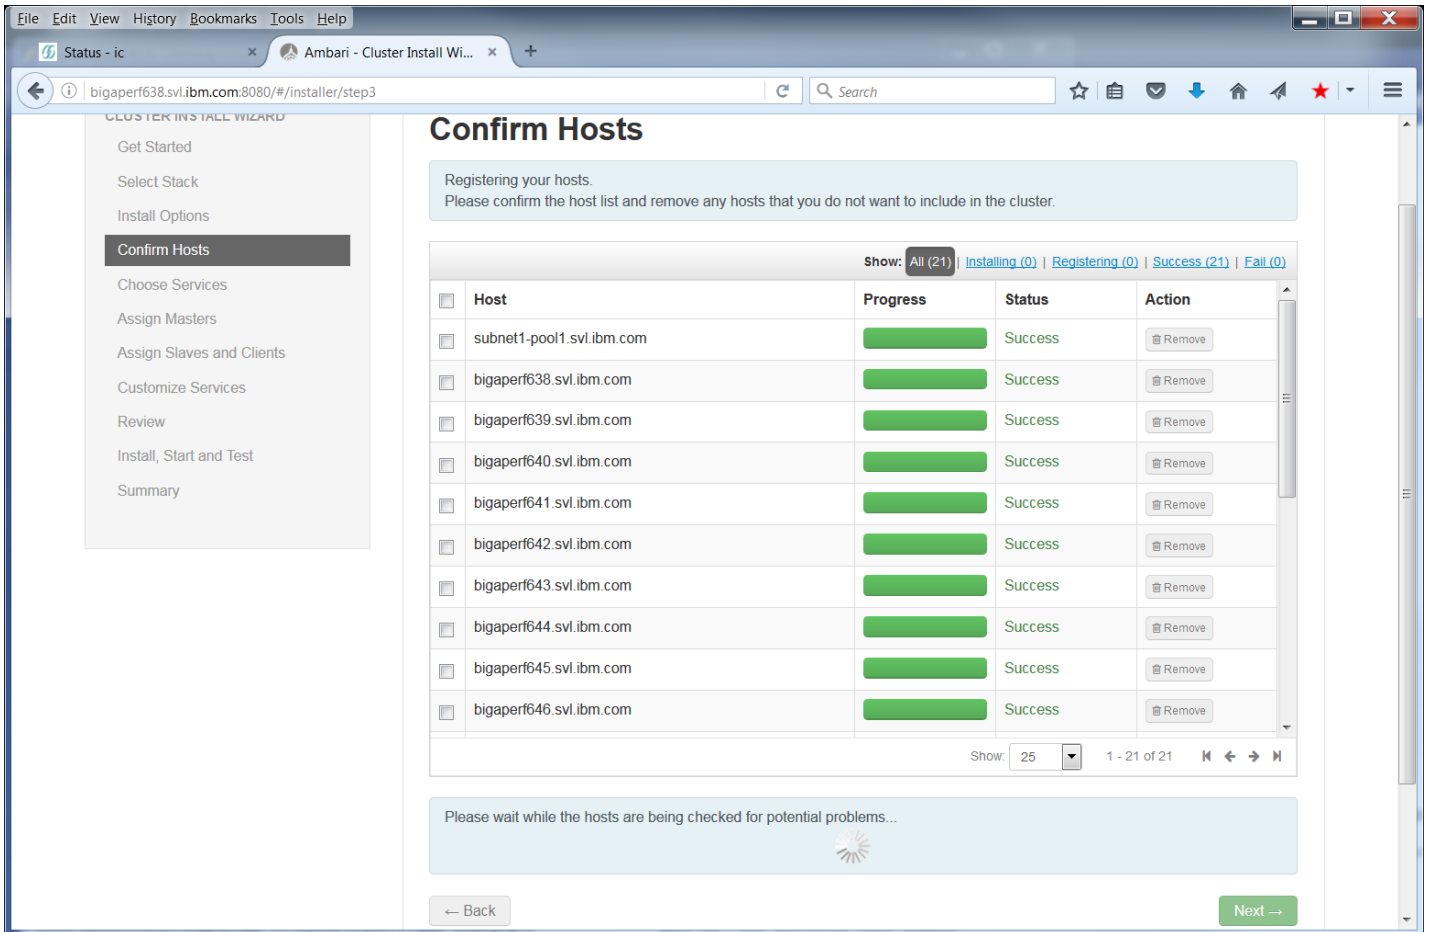 File Edit View History Bookmarks Tools Help
Status - ic × Ambari - Cluster Install Wi... × +
bigaperf638.svl.ibm.com:8080/#/installer/step3
Search
CLUSTER INSTALL WIZARD
Get Started
Select Stack
Install Options
Confirm Hosts
Choose Services
Assign Masters
Assign Slaves and Clients
Customize Services
Review
Install, Start and Test
Summary
Confirm Hosts
Registering your hosts.
Please confirm the host list and remove any hosts that you do not want to include in the cluster.
Show: All (21) | Installing (0) | Registering (0) | Success (21) | Fail (0)
Host Progress Status Action
subnet1-pool1.svl.ibm.com Success Remove
bigaperf638.svl.ibm.com Success Remove
bigaperf639.svl.ibm.com Success Remove
bigaperf640.svl.ibm.com Success Remove
bigaperf641.svl.ibm.com Success Remove
bigaperf642.svl.ibm.com Success Remove
bigaperf643.svl.ibm.com Success Remove
bigaperf644.svl.ibm.com Success Remove
bigaperf645.svl.ibm.com Success Remove
bigaperf646.svl.ibm.com Success Remove
Show: 25 1 - 21 of 21
Please wait while the hosts are being checked for potential problems...
← Back Next →